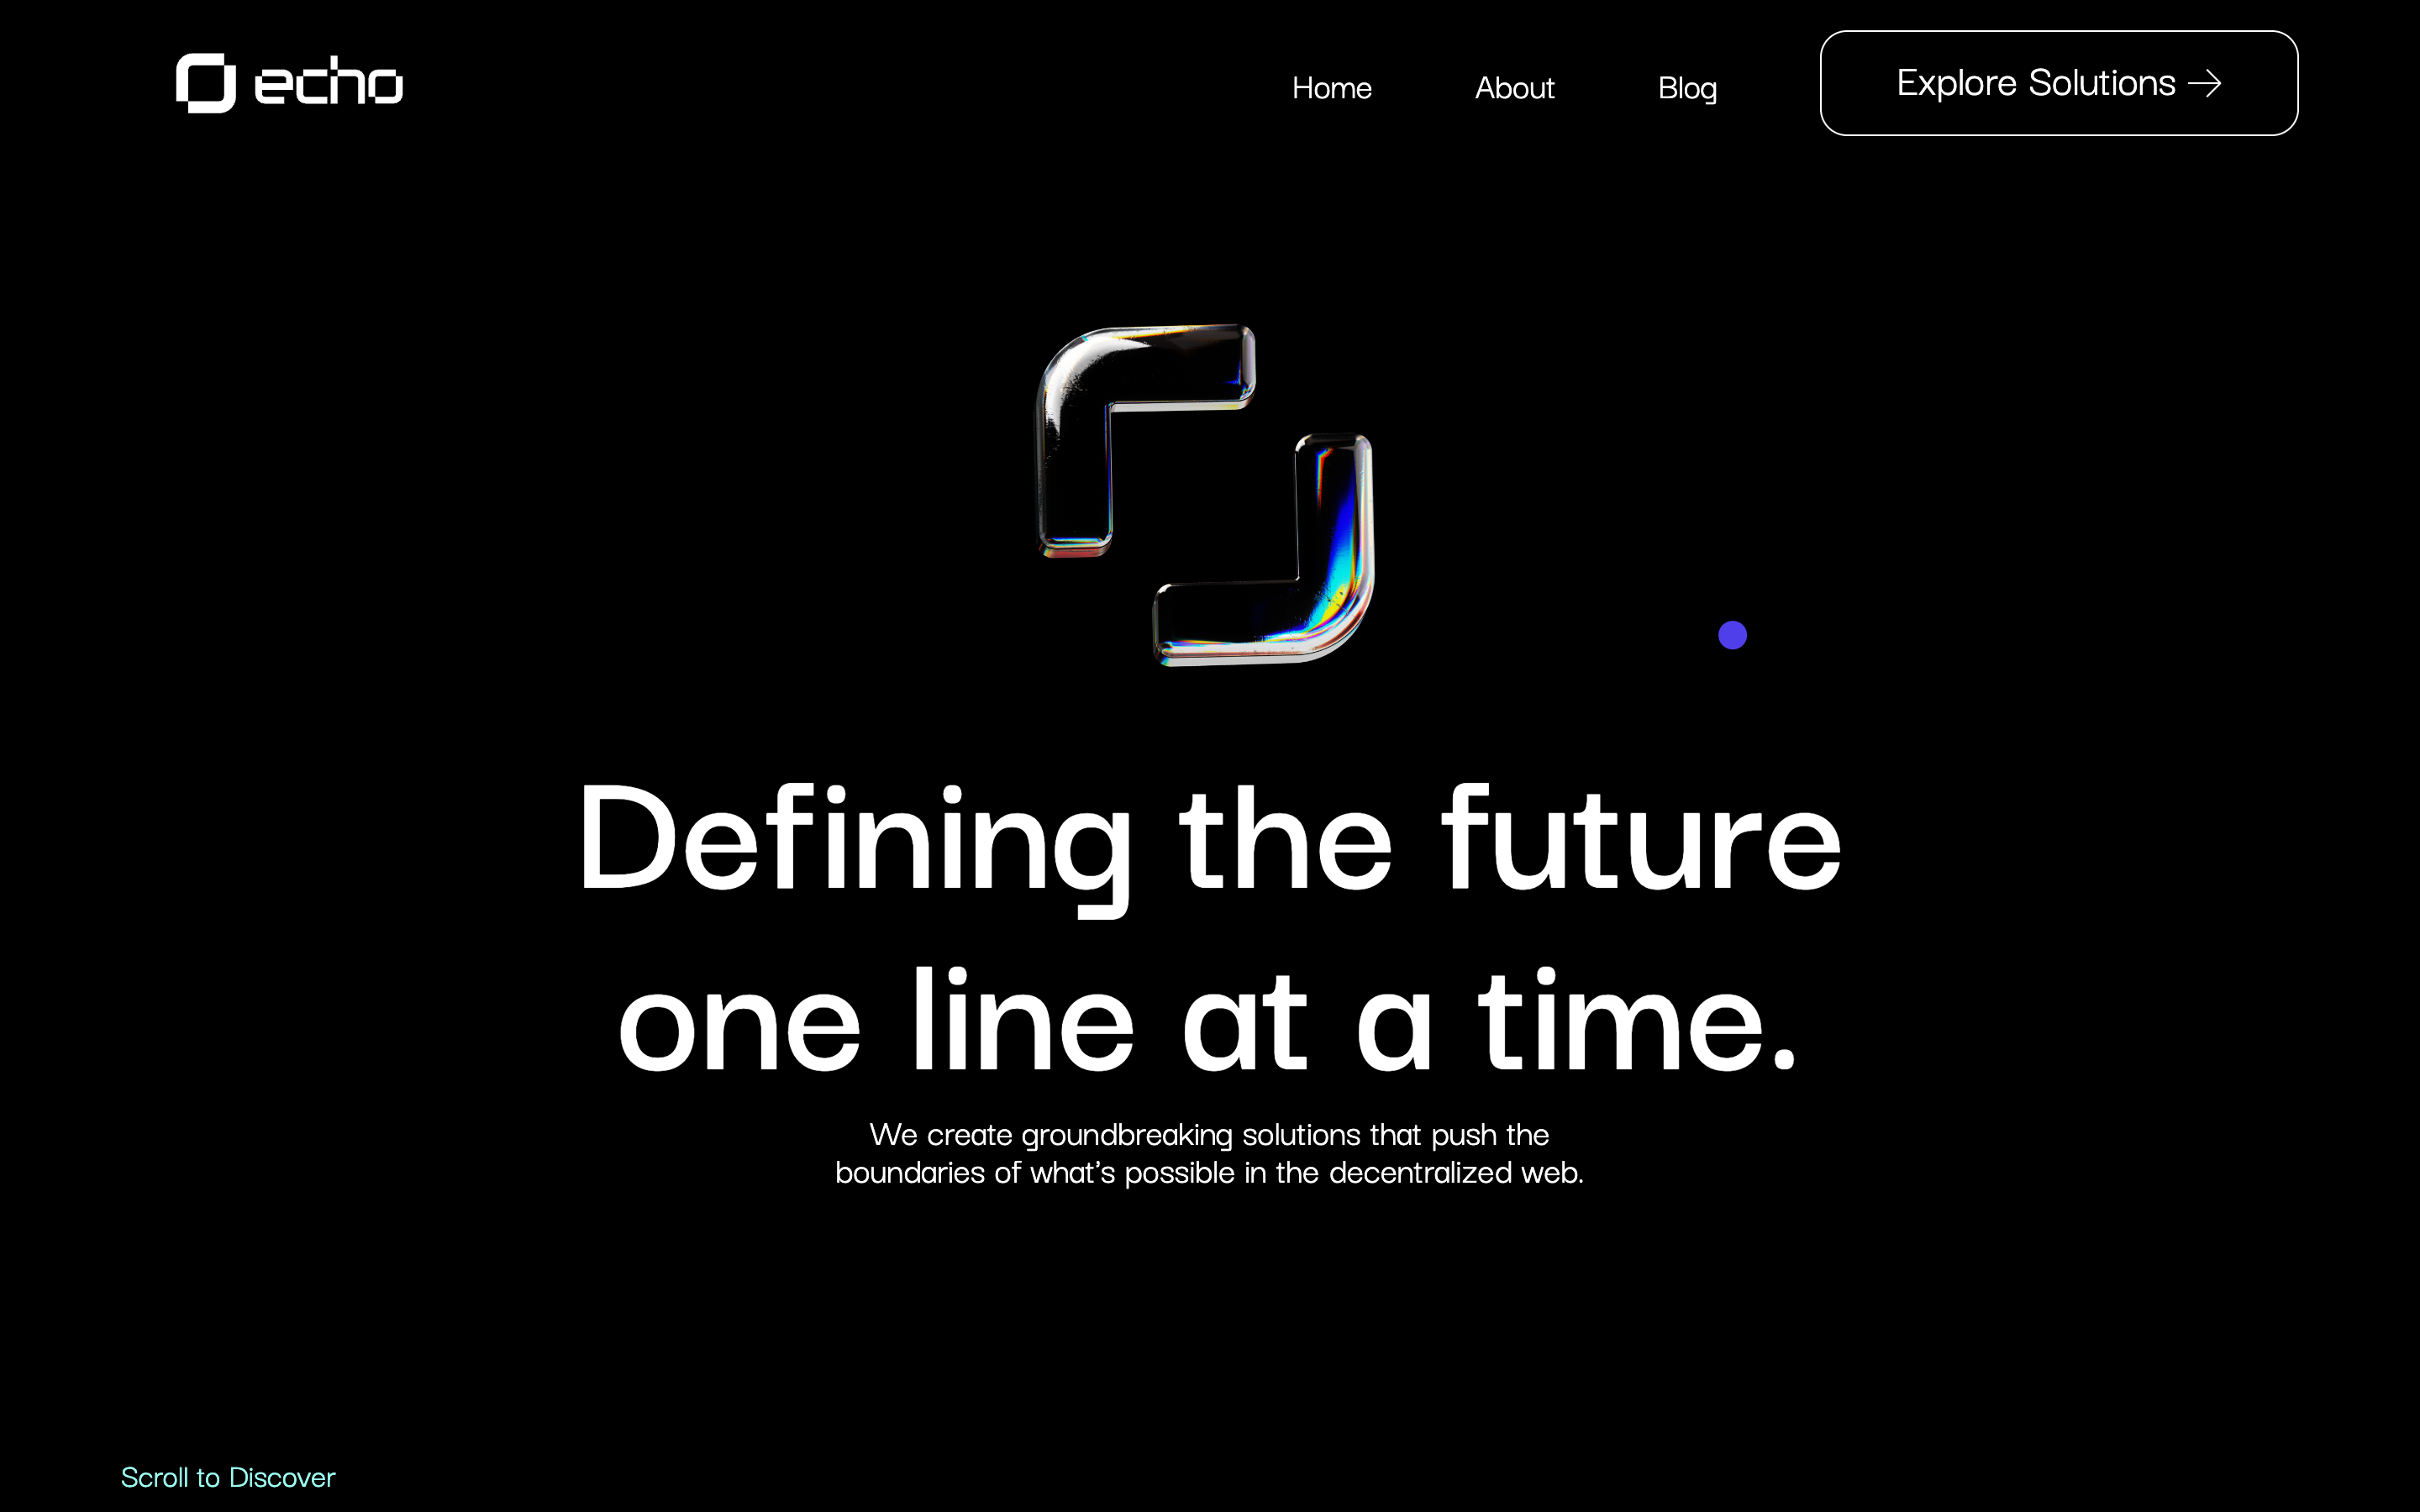 echo
Home
About
Blog
Explore Solutions
Defining the future
one line at a time.
We create groundbreaking solutions that push the
boundaries of what's possible in the decentralized web.
Scroll to Discover